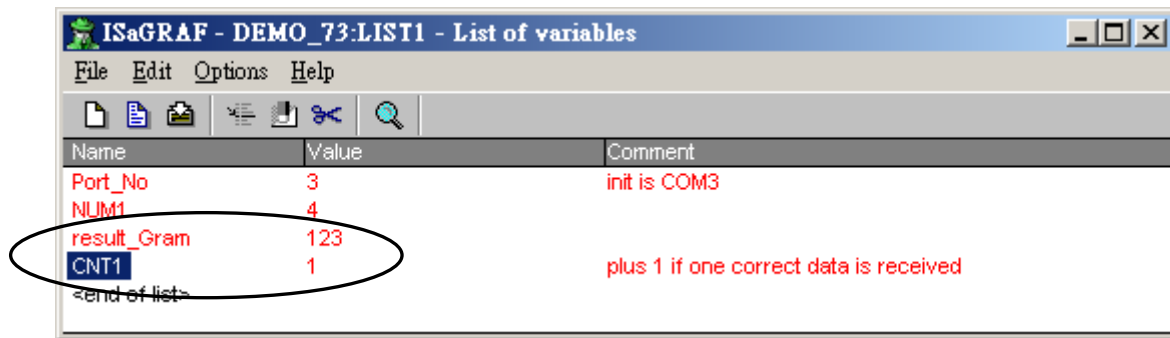 ISaGRAF - DEMO_73:LIST1 - List of variables
File Edit Options Help
Name Value Comment
Port_No 3 init is COM3
NUM1 4
result_Gram 123
CNT1 1 plus 1 if one correct data is received
<end of list>